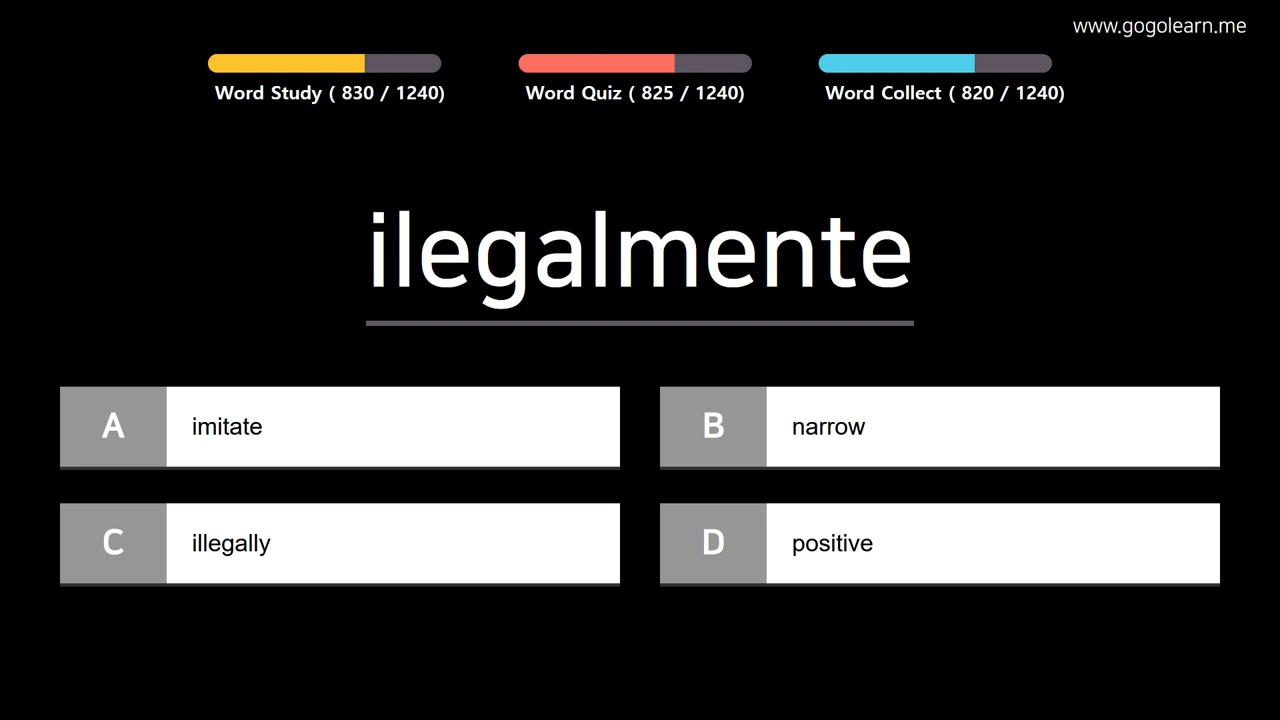 www.gogolearn.me
Word Study ( 830 / 1240)
Word Quiz ( 825 / 1240)
Word Collect ( 820 / 1240)
ilegalmente
A imitate
B narrow
C illegally
D positive